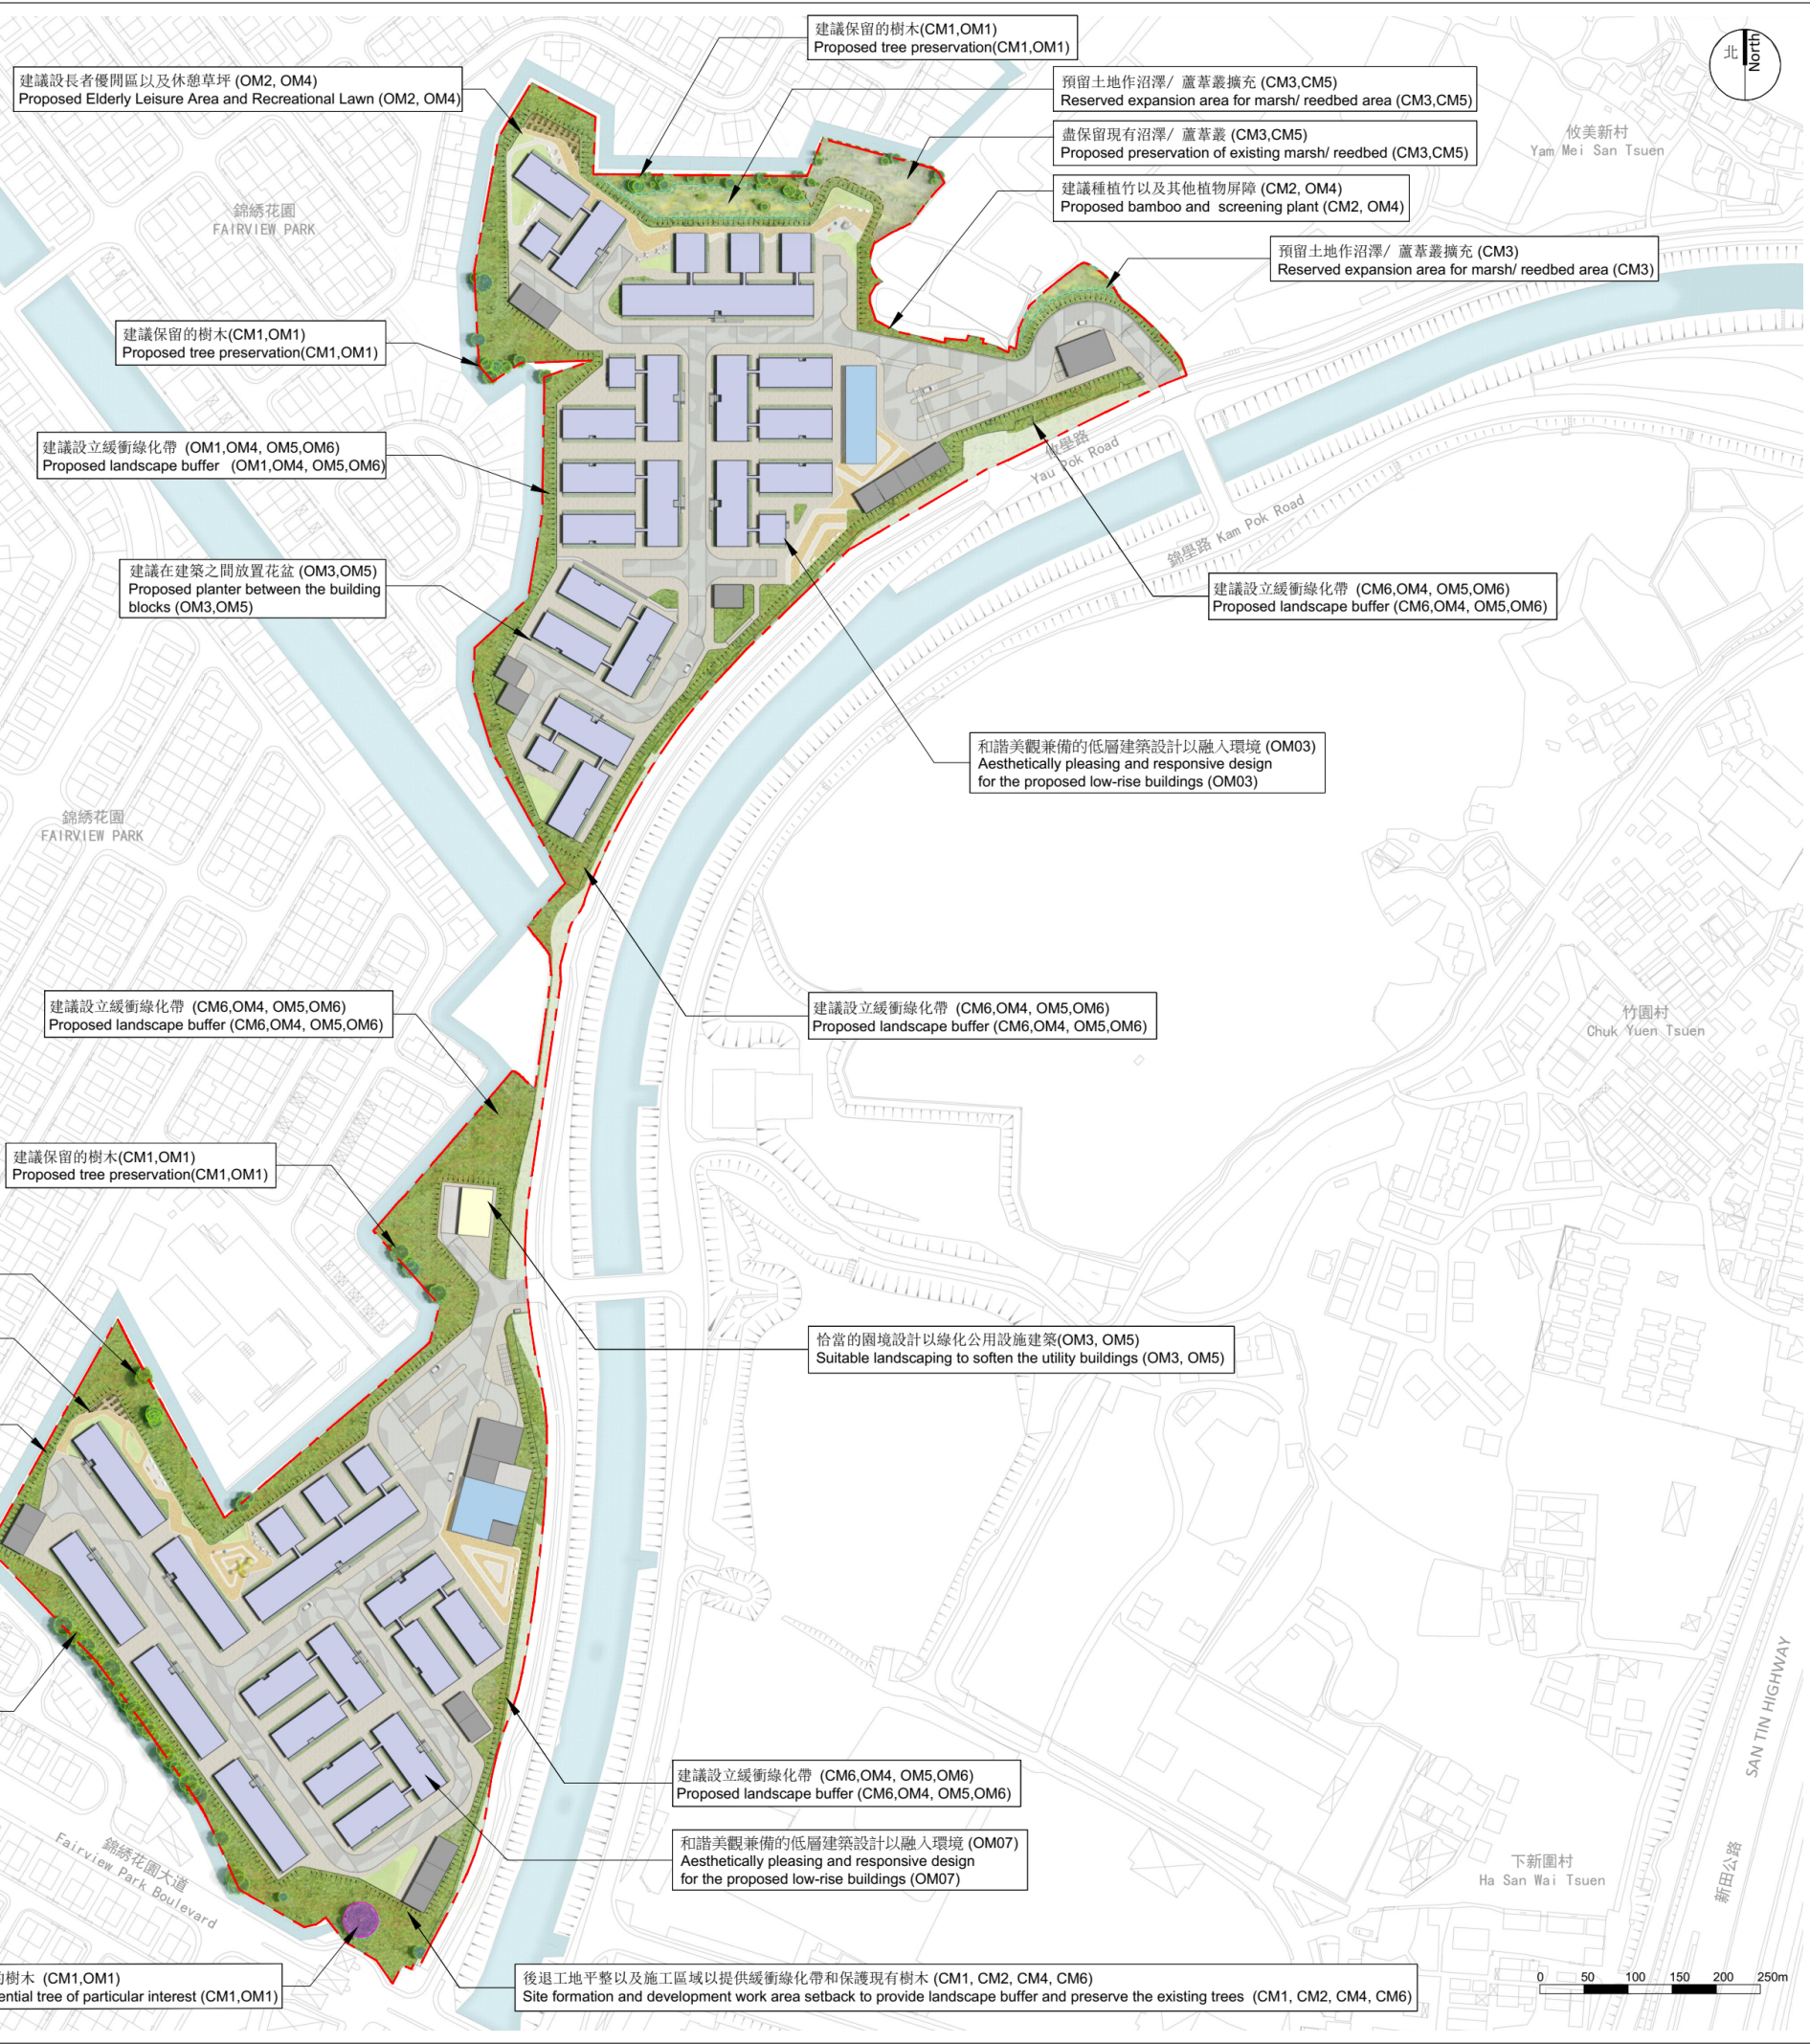 建議保留的樹木(CM1,OM1)
Proposed tree preservation(CM1,OM1)
北
North
建議設長者優閒區以及休憩草坪 (OM2, OM4)
Proposed Elderly Leisure Area and Recreational Lawn (OM2, OM4)
預留土地作沼澤/ 蘆葦叢擴充 (CM3,CM5)
Reserved expansion area for marsh/ reedbed area (CM3,CM5)
盡保留現有沼澤/ 蘆葦叢 (CM3,CM5)
Proposed preservation of existing marsh/ reedbed (CM3,CM5)
攸美新村
Yam Mei San Tsuen
建議種植竹以及其他植物屏障 (CM2, OM4)
Proposed bamboo and screening plant (CM2, OM4)
錦綉花園
FAIRVIEW PARK
預留土地作沼澤/ 蘆葦叢擴充 (CM3)
Reserved expansion area for marsh/ reedbed area (CM3)
建議保留的樹木(CM1,OM1)
Proposed tree preservation(CM1,OM1)
建議設立緩衝綠化帶 (OM1,OM4, OM5,OM6)
Proposed landscape buffer (OM1,OM4, OM5,OM6)
攸壆路
Yau Pok Road
錦壆路 Kam Pok Road
建議在建築之間放置花盆 (OM3,OM5)
Proposed planter between the building
blocks (OM3,OM5)
建議設立緩衝綠化帶 (CM6,OM4, OM5,OM6)
Proposed landscape buffer (CM6,OM4, OM5,OM6)
和諧美觀兼備的低層建築設計以融入環境 (OM03)
Aesthetically pleasing and responsive design
for the proposed low-rise buildings (OM03)
錦綉花園
FAIRVIEW PARK
建議設立緩衝綠化帶 (CM6,OM4, OM5,OM6)
Proposed landscape buffer (CM6,OM4, OM5,OM6)
建議設立緩衝綠化帶 (CM6,OM4, OM5,OM6)
Proposed landscape buffer (CM6,OM4, OM5,OM6)
竹園村
Chuk Yuen Tsuen
建議保留的樹木(CM1,OM1)
Proposed tree preservation(CM1,OM1)
恰當的園境設計以綠化公用設施建築(OM3, OM5)
Suitable landscaping to soften the utility buildings (OM3, OM5)
SAN TIN HIGHWAY
新田公路
建議設立緩衝綠化帶 (CM6,OM4, OM5,OM6)
Proposed landscape buffer (CM6,OM4, OM5,OM6)
和諧美觀兼備的低層建築設計以融入環境 (OM07)
Aesthetically pleasing and responsive design
for the proposed low-rise buildings (OM07)
錦綉花園大道
Fairview Park Boulevard
下新圍村
Ha San Wai Tsuen
樹木 (CM1,OM1)
ential tree of particular interest (CM1,OM1)
後退工地平整以及施工區域以提供緩衝綠化帶和保護現有樹木 (CM1, CM2, CM4, CM6)
Site formation and development work area setback to provide landscape buffer and preserve the existing trees (CM1, CM2, CM4, CM6)
0 50 100 150 200 250m